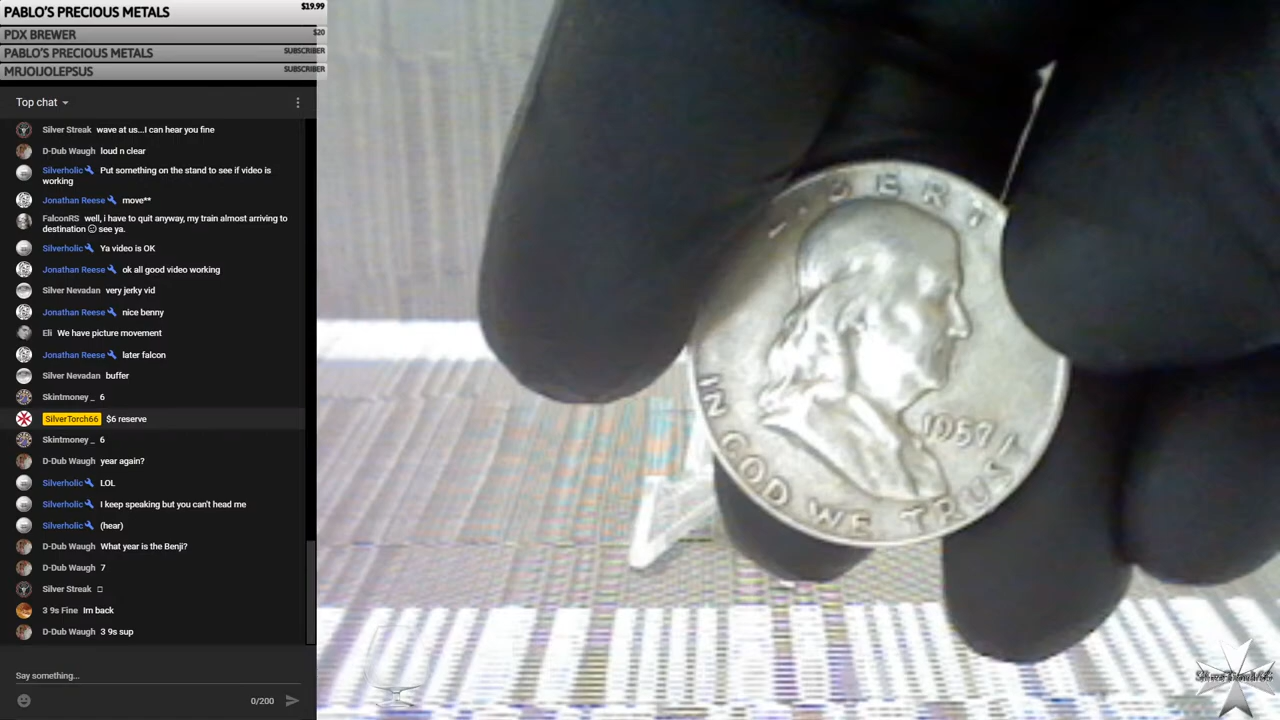 PABLO'S PRECIOUS METALS $19.99
PDX BREWER $20
PABLO'S PRECIOUS METALS SUBSCRIBER
MRJOIJOLEPSUS SUBSCRIBER
Top chat
Silver Streak wave at us...I can hear you fine
D-Dub Waugh loud n clear
Silverholic Put something on the stand to see if video is
working
Jonathan Reese move**
FalconRS well, i have to quit anyway, my train almost arriving to
destination see ya.
Silverholic Ya video is OK
Jonathan Reese ok all good video working
Silver Nevadan very jerky vid
Jonathan Reese nice benny
Eli We have picture movement
Jonathan Reese later falcon
Silver Nevadan buffer
Skintmoney_ 6
SilverTorch66 $6 reserve
Skintmoney_ 6
D-Dub Waugh year again?
Silverholic LOL
Silverholic I keep speaking but you can't head me
Silverholic (hear)
D-Dub Waugh What year is the Benji?
D-Dub Waugh 7
Silver Streak
3 9s Fine Im back
D-Dub Waugh 3 9s sup
Say something...
0/200
LIBERT
1957
IN GOD WE TRUST
SilverTorch66